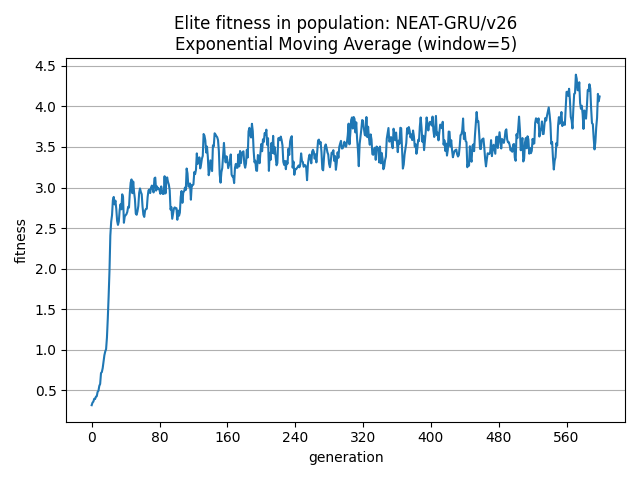 Elite fitness in population: NEAT-GRU/v26
Exponential Moving Average (window=5)
fitness
4.5
4.0
3.5
3.0
2.5
2.0
1.5
1.0
0.5
0 80 160 240 320 400 480 560
generation